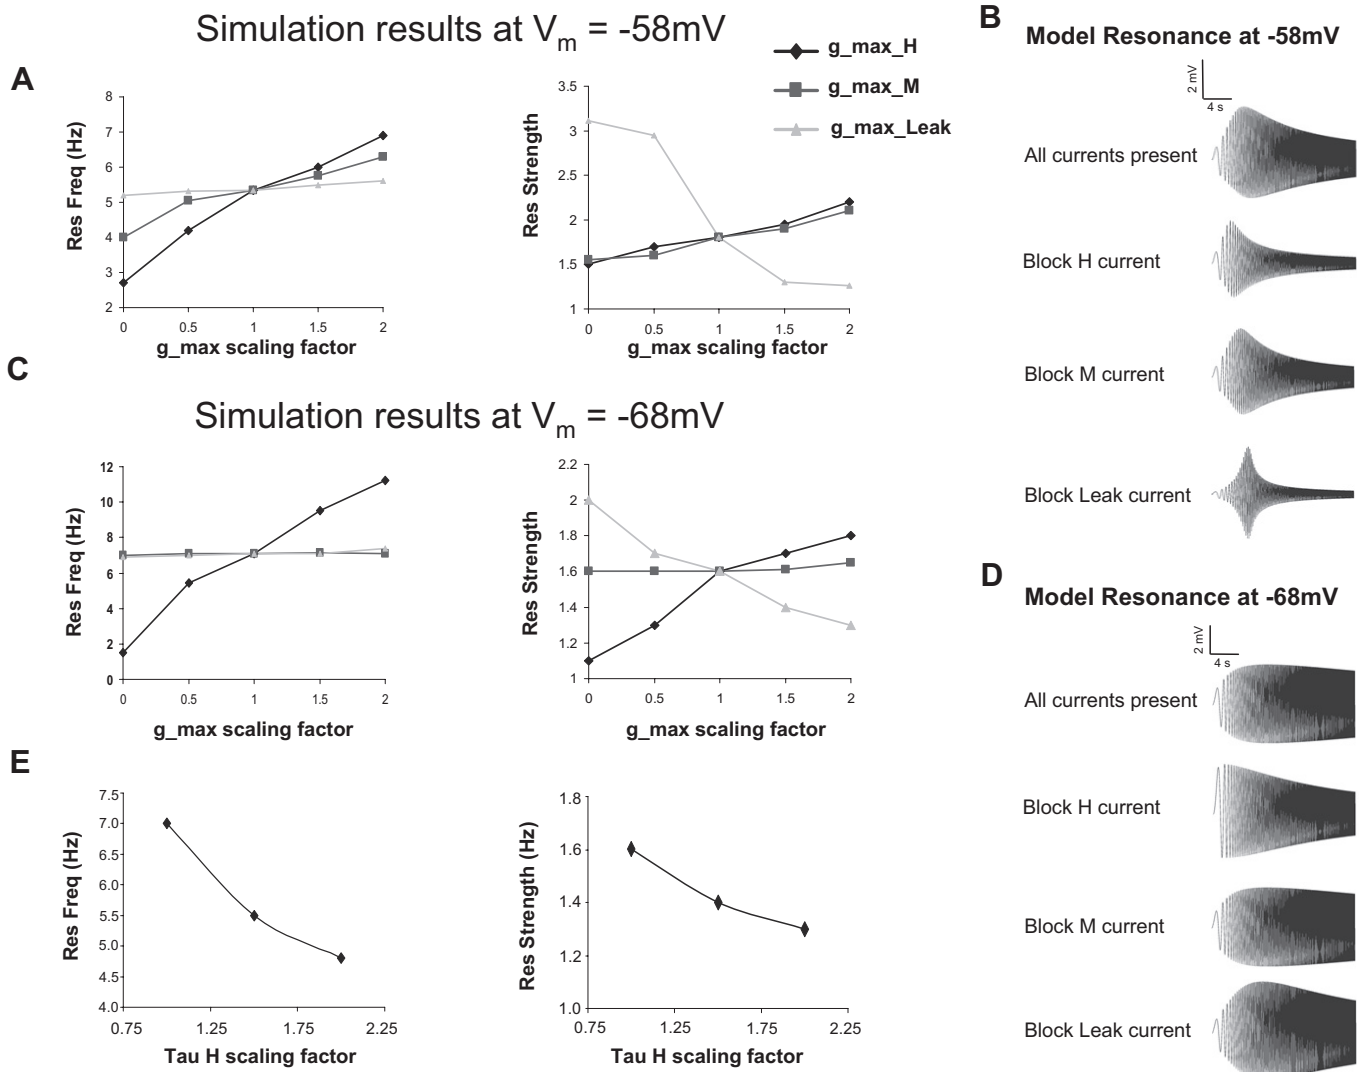 Simulation results at Vm = -58mV
g_max_H
g_max_M
g_max_Leak
A
8
7
6
5
4
3
2
Res Freq (Hz)
0 0.5 1 1.5 2
g_max scaling factor
3.5
3
2.5
2
1.5
1
Res Strength
0 0.5 1 1.5 2
g_max scaling factor
B
Model Resonance at -58mV
2 mV
4 s
All currents present
Block H current
Block M current
Block Leak current
C
Simulation results at Vm = -68mV
12
10
8
6
4
2
0
Res Freq (Hz)
0 0.5 1 1.5 2
g_max scaling factor
2.2
2
1.8
1.6
1.4
1.2
1
Res Strength
0 0.5 1 1.5 2
g_max scaling factor
D
Model Resonance at -68mV
2 mV
4 s
All currents present
Block H current
Block M current
Block Leak current
E
7.5
7.0
6.5
6.0
5.5
5.0
4.5
4.0
Res Freq (Hz)
0.75 1.25 1.75 2.25
Tau H scaling factor
1.8
1.6
1.4
1.2
1.0
Res Strength (Hz)
0.75 1.25 1.75 2.25
Tau H scaling factor